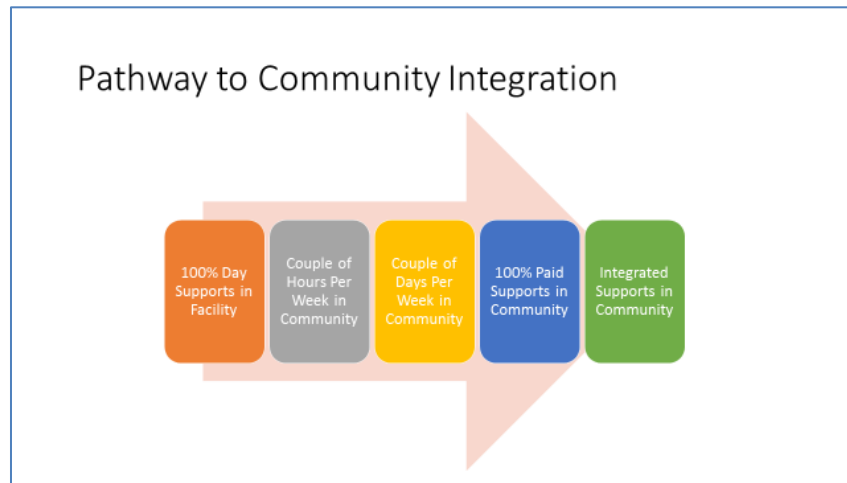 Pathway to Community Integration
100% Day
Supports in
Facility
Couple of
Hours Per
Week in
Community
Couple of
Days Per
Week in
Community
100% Paid
Supports in
Community
Integrated
Supports in
Community